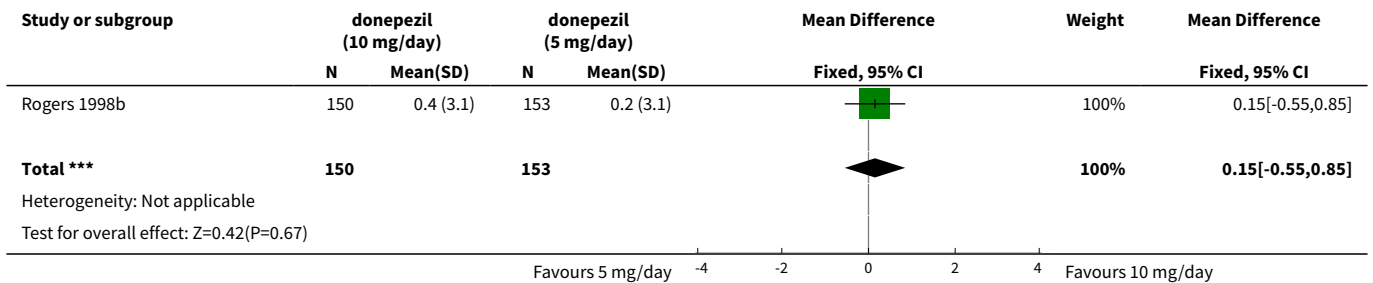 Study or subgroup donepezil (10 mg/day) donepezil (5 mg/day) Mean Difference Weight Mean Difference
N Mean(SD) N Mean(SD) Fixed, 95% CI Fixed, 95% CI
Rogers 1998b 150 0.4 (3.1) 153 0.2 (3.1) 100% 0.15[-0.55,0.85]
Total *** 150 153 100% 0.15[-0.55,0.85]
Heterogeneity: Not applicable
Test for overall effect: Z=0.42(P=0.67)
Favours 5 mg/day -4 -2 0 2 4 Favours 10 mg/day